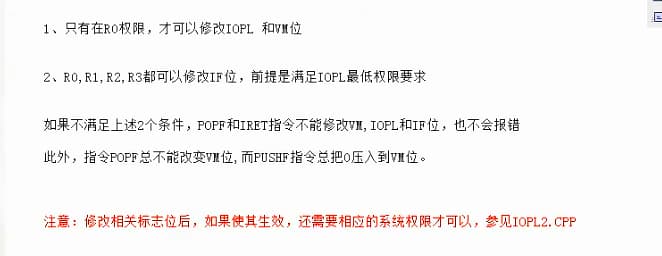 1、只有在R0权限，才可以修改IOPL 和VM位
2、R0,R1,R2,R3都可以修改IF位，前提是满足IOPL最低权限要求
如果不满足上述2个条件，POPF和IRET指令不能修改VM,IOPL和IF位，也不会报错
此外，指令POPF总不能改变VM位,而PUSHF指令总把0压入到VM位。
注意：修改相关标志位后，如果使其生效，还需要相应的系统权限才可以，参见IOPL2.CPP